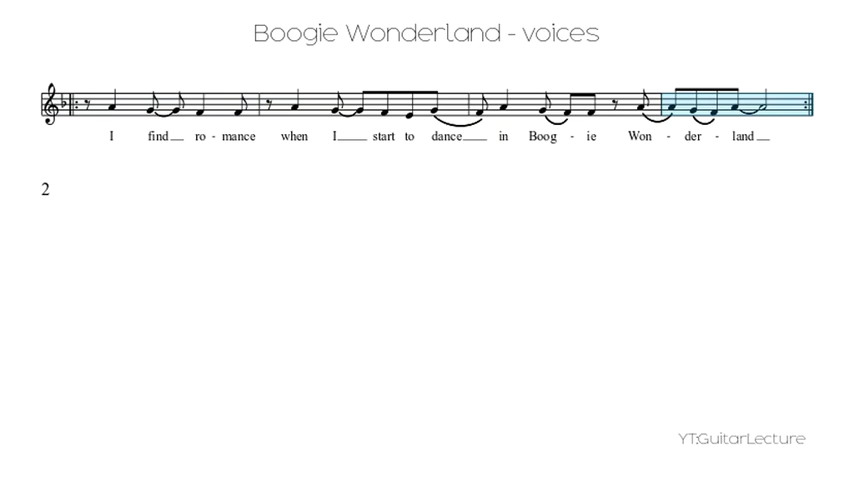 Boogie Wonderland - voices
I find ro - mance when I start to dance in Boog - ie Won - der - land
2
YT:GuitarLecture